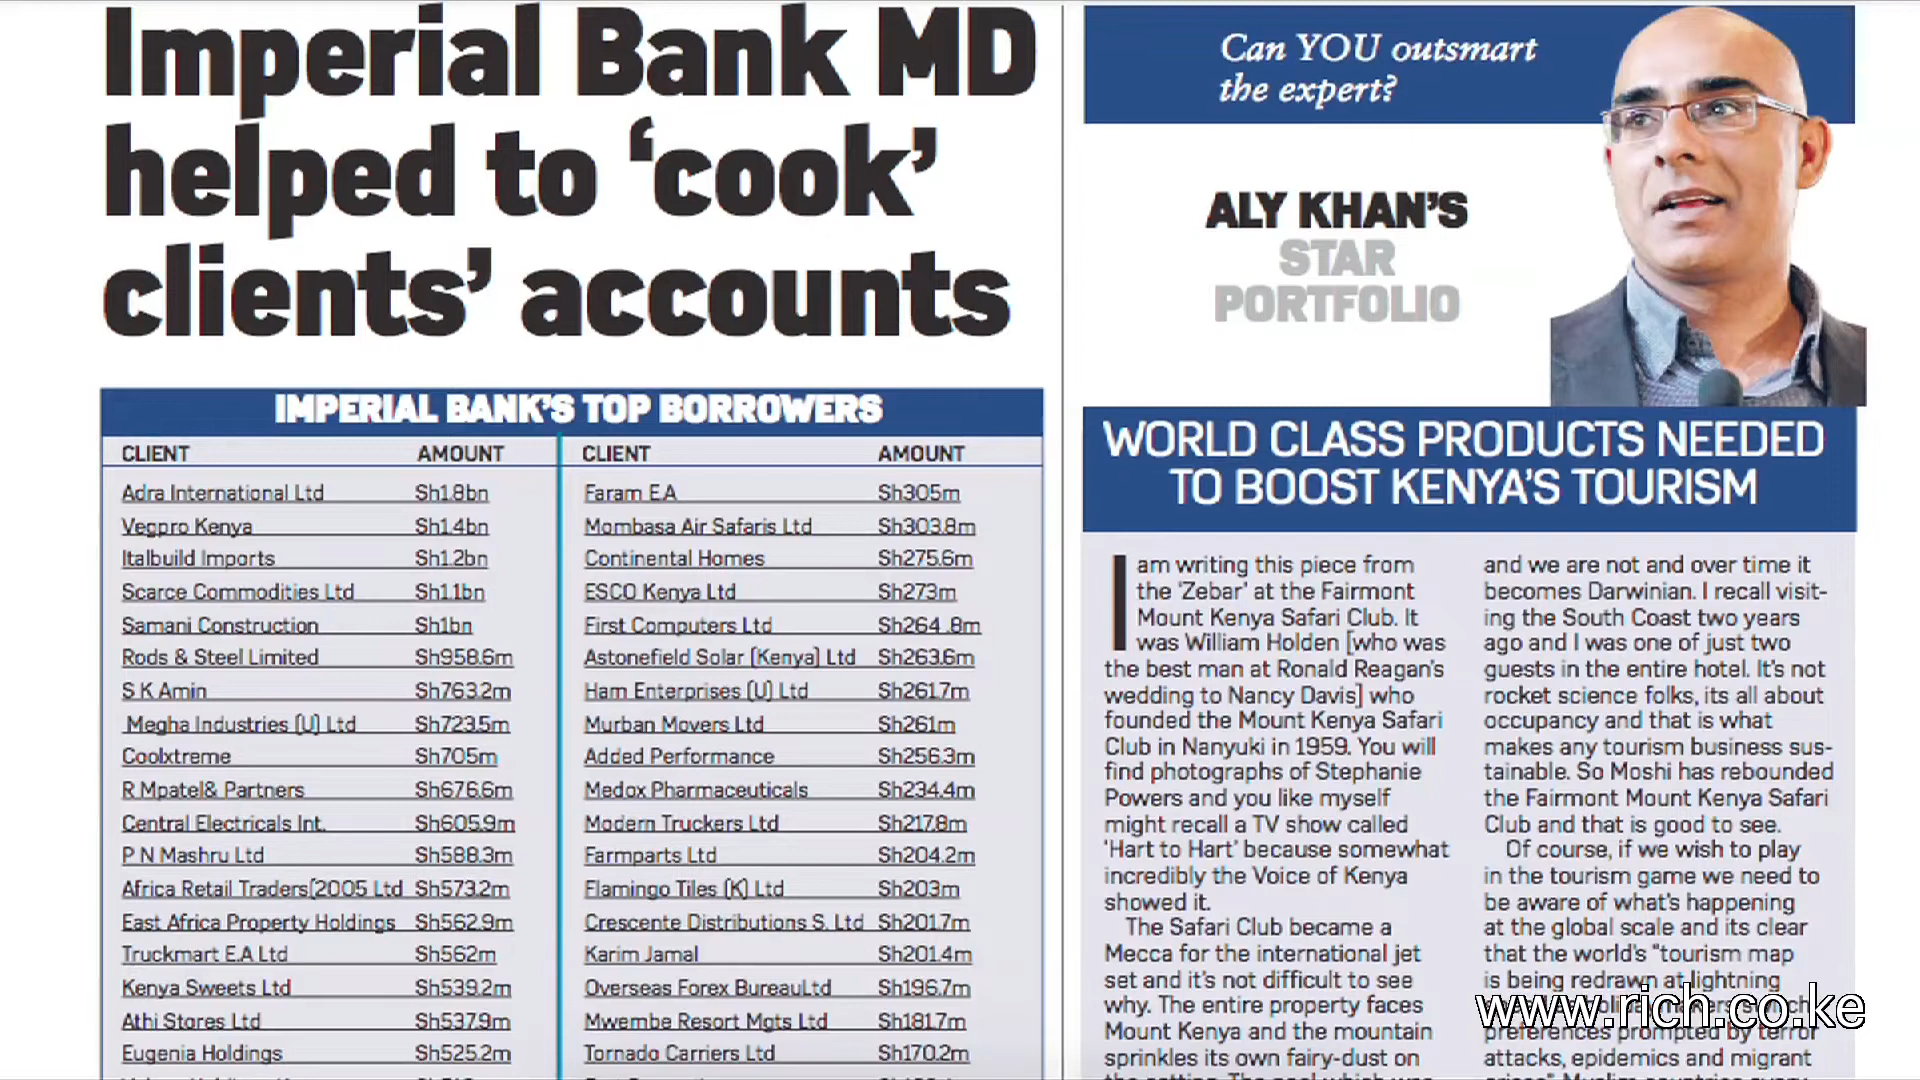 Imperial Bank MD
helped to ‘cook’
clients’ accounts
IMPERIAL BANK'S TOP BORROWERS
CLIENT AMOUNT CLIENT AMOUNT
Adra International Ltd Sh1.8bn Faram E.A Sh305m
Vegpro Kenya Sh1.4bn Mombasa Air Safaris Ltd Sh303.8m
Italbuild Imports Sh1.2bn Continental Homes Sh275.6m
Scarce Commodities Ltd Sh1.1bn ESCO Kenya Ltd Sh273m
Samani Construction Sh1bn First Computers Ltd Sh264 .8m
Rods & Steel Limited Sh958.6m Astonefield Solar (Kenya) Ltd Sh263.6m
S K Amin Sh763.2m Ham Enterprises (U) Ltd Sh261.7m
Megha Industries (U) Ltd Sh723.5m Murban Movers Ltd Sh261m
Coolxtreme Sh705m Added Performance Sh256.3m
R Mpatel& Partners Sh676.6m Medox Pharmaceuticals Sh234.4m
Central Electricals Int. Sh605.9m Modern Truckers Ltd Sh217.8m
P N Mashru Ltd Sh588.3m Farmparts Ltd Sh204.2m
Africa Retail Traders(2005 Ltd Sh573.2m Flamingo Tiles (K) Ltd Sh203m
East Africa Property Holdings Sh562.9m Crescente Distributions S. Ltd Sh201.7m
Truckmart E.A Ltd Sh562m Karim Jamal Sh201.4m
Kenya Sweets Ltd Sh539.2m Overseas Forex BureauLtd Sh196.7m
Athi Stores Ltd Sh537.9m Mwembe Resort Mgts Ltd Sh181.7m
Eugenia Holdings Sh525.2m Tornado Carriers Ltd Sh170.2m
Can YOU outsmart
the expert?
ALY KHAN'S
STAR
PORTFOLIO
WORLD CLASS PRODUCTS NEEDED
TO BOOST KENYA'S TOURISM
I am writing this piece from
the 'Zebar' at the Fairmont
Mount Kenya Safari Club. It
was William Holden [who was
the best man at Ronald Reagan's
wedding to Nancy Davis] who
founded the Mount Kenya Safari
Club in Nanyuki in 1959. You will
find photographs of Stephanie
Powers and you like myself
might recall a TV show called
'Hart to Hart' because somewhat
incredibly the Voice of Kenya
showed it.
The Safari Club became a
Mecca for the international jet
set and it's not difficult to see
why. The entire property faces
Mount Kenya and the mountain
sprinkles its own fairy-dust on
and we are not and over time it
becomes Darwinian. I recall visit-
ing the South Coast two years
ago and I was one of just two
guests in the entire hotel. It's not
rocket science folks, its all about
occupancy and that is what
makes any tourism business sus-
tainable. So Moshi has rebounded
the Fairmont Mount Kenya Safari
Club and that is good to see.
Of course, if we wish to play
in the tourism game we need to
be aware of what's happening
at the global scale and its clear
that the world's "tourism map
is being redrawn at lightning
preferences prompted by terror
attacks, epidemics and migrant
www.rich.co.ke